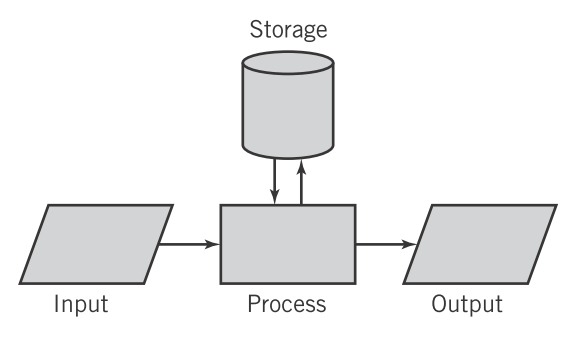 Storage
Input
Process
Output